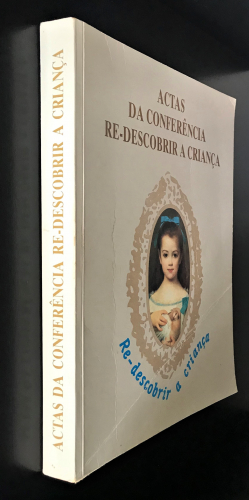 ACTAS DA CONFERÊNCIA RE-DESCOBRIR A CRIANÇA
ACTAS
DA CONFERÊNCIA
RE-DESCOBRIR A CRIANÇA
Re-descobrir a criança